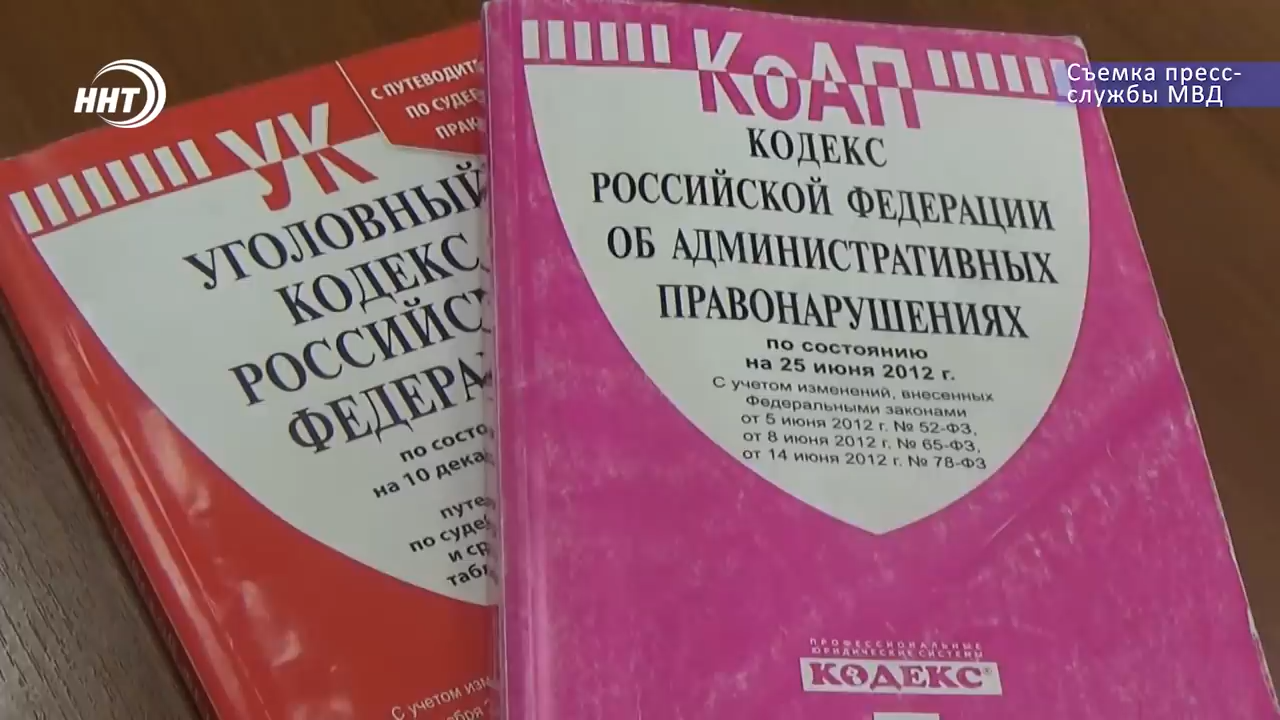 ННТ
Съемка пресс-
службы МВД
УК
С ПУТЕВОДИТ
ПО СУДЕ
ПРАК
УГОЛОВНЫЙ
КОДЕКС
РОССИЙС
ФЕДЕРА
по состо
на 10 дека
путе
по судеб
и ср
табл
С учетом изм
КоАП
КОДЕКС
РОССИЙСКОЙ ФЕДЕРАЦИИ
ОБ АДМИНИСТРАТИВНЫХ
ПРАВОНАРУШЕНИЯХ
по состоянию
на 25 июня 2012 г.
С учетом изменений, внесенных
Федеральными законами
от 5 июня 2012 г. № 52-ФЗ,
от 8 июня 2012 г. № 65-ФЗ,
от 14 июня 2012 г. № 78-ФЗ
ПРОФЕССИОНАЛЬНЫЕ
ЮРИДИЧЕСКИЕ СИСТЕМЫ
КОДЕКС®